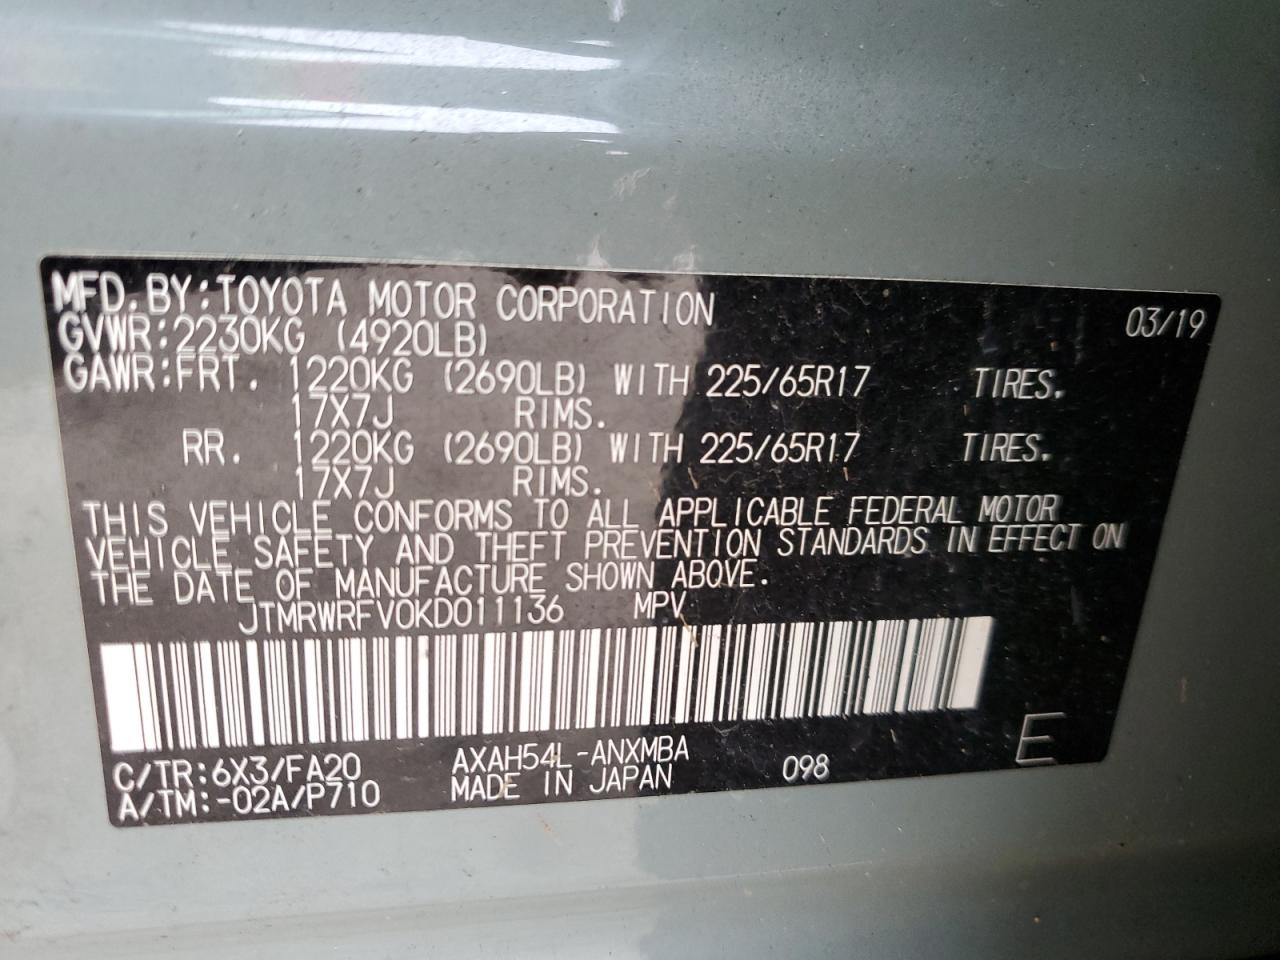 MFD. BY: TOYOTA MOTOR CORPORATION 03/19
GVWR: 2230KG (4920LB)
GAWR: FRT. 1220KG (2690LB) WITH 225/65R17 TIRES.
17X7J RIMS.
RR. 1220KG (2690LB) WITH 225/65R17 TIRES.
17X7J RIMS.
THIS VEHICLE CONFORMS TO ALL APPLICABLE FEDERAL MOTOR
VEHICLE SAFETY AND THEFT PREVENTION STANDARDS IN EFFECT ON
THE DATE OF MANUFACTURE SHOWN ABOVE.
JTMRWRFV0KD011136 MPV
C/TR: 6X3/FA20 AXAH54L-ANXMBA 098 E
A/TM: -02A/P710 MADE IN JAPAN